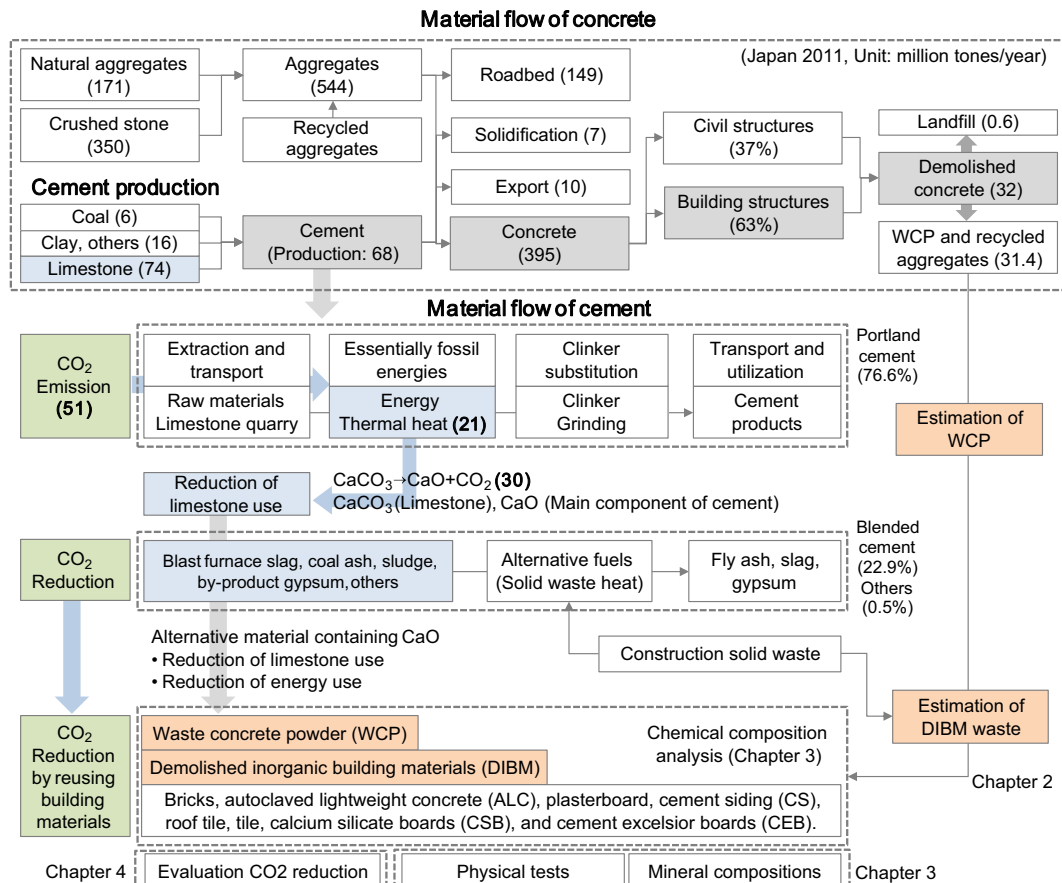 Material flow of concrete
(Japan 2011, Unit: million tones/year)
Natural aggregates
(171)
Aggregates
(544)
Roadbed (149)
Crushed stone
(350)
Recycled
aggregates
Solidification (7)
Civil structures
(37%)
Landfill (0.6)
Demolished
concrete (32)
Cement production
Export (10)
Building structures
(63%)
Coal (6)
Clay, others (16)
Limestone (74)
Cement
(Production: 68)
Concrete
(395)
WCP and recycled
aggregates (31.4)
Material flow of cement
CO2
Emission
(51)
Extraction and
transport
Raw materials
Limestone quarry
Essentially fossil
energies
Energy
Thermal heat (21)
Clinker
substitution
Clinker
Grinding
Transport and
utilization
Cement
products
Portland
cement
(76.6%)
Estimation of
WCP
Reduction of
limestone use
CaCO3→CaO+CO2 (30)
CaCO3 (Limestone), CaO (Main component of cement)
CO2
Reduction
Blast furnace slag, coal ash, sludge,
by-product gypsum, others
Alternative fuels
(Solid waste heat)
Fly ash, slag,
gypsum
Blended
cement
(22.9%)
Others
(0.5%)
Alternative material containing CaO
• Reduction of limestone use
• Reduction of energy use
Construction solid waste
Estimation of
DIBM waste
CO2
Reduction
by reusing
building
materials
Waste concrete powder (WCP)
Demolished inorganic building materials (DIBM)
Chemical composition
analysis (Chapter 3)
Chapter 2
Bricks, autoclaved lightweight concrete (ALC), plasterboard, cement siding (CS),
roof tile, tile, calcium silicate boards (CSB), and cement excelsior boards (CEB).
Chapter 4
Evaluation CO2 reduction
Physical tests
Mineral compositions
Chapter 3